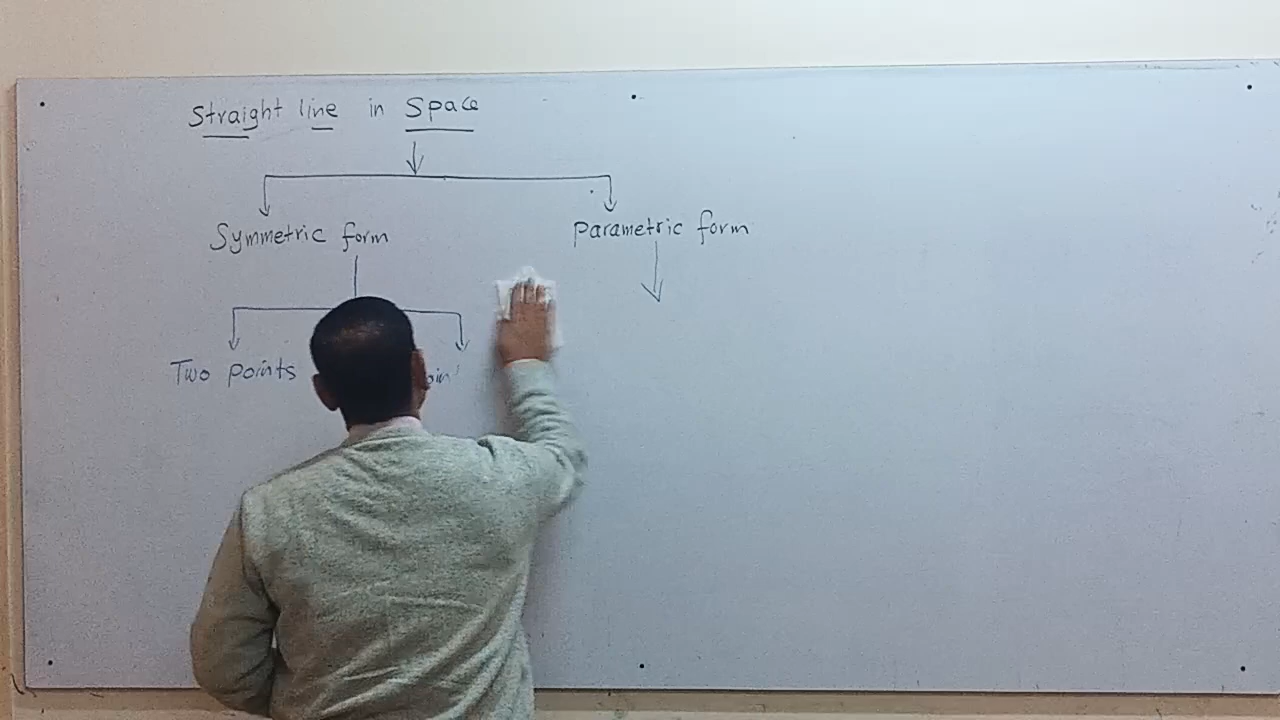 Straight line in Space
Symmetric form
Parametric form
Two points